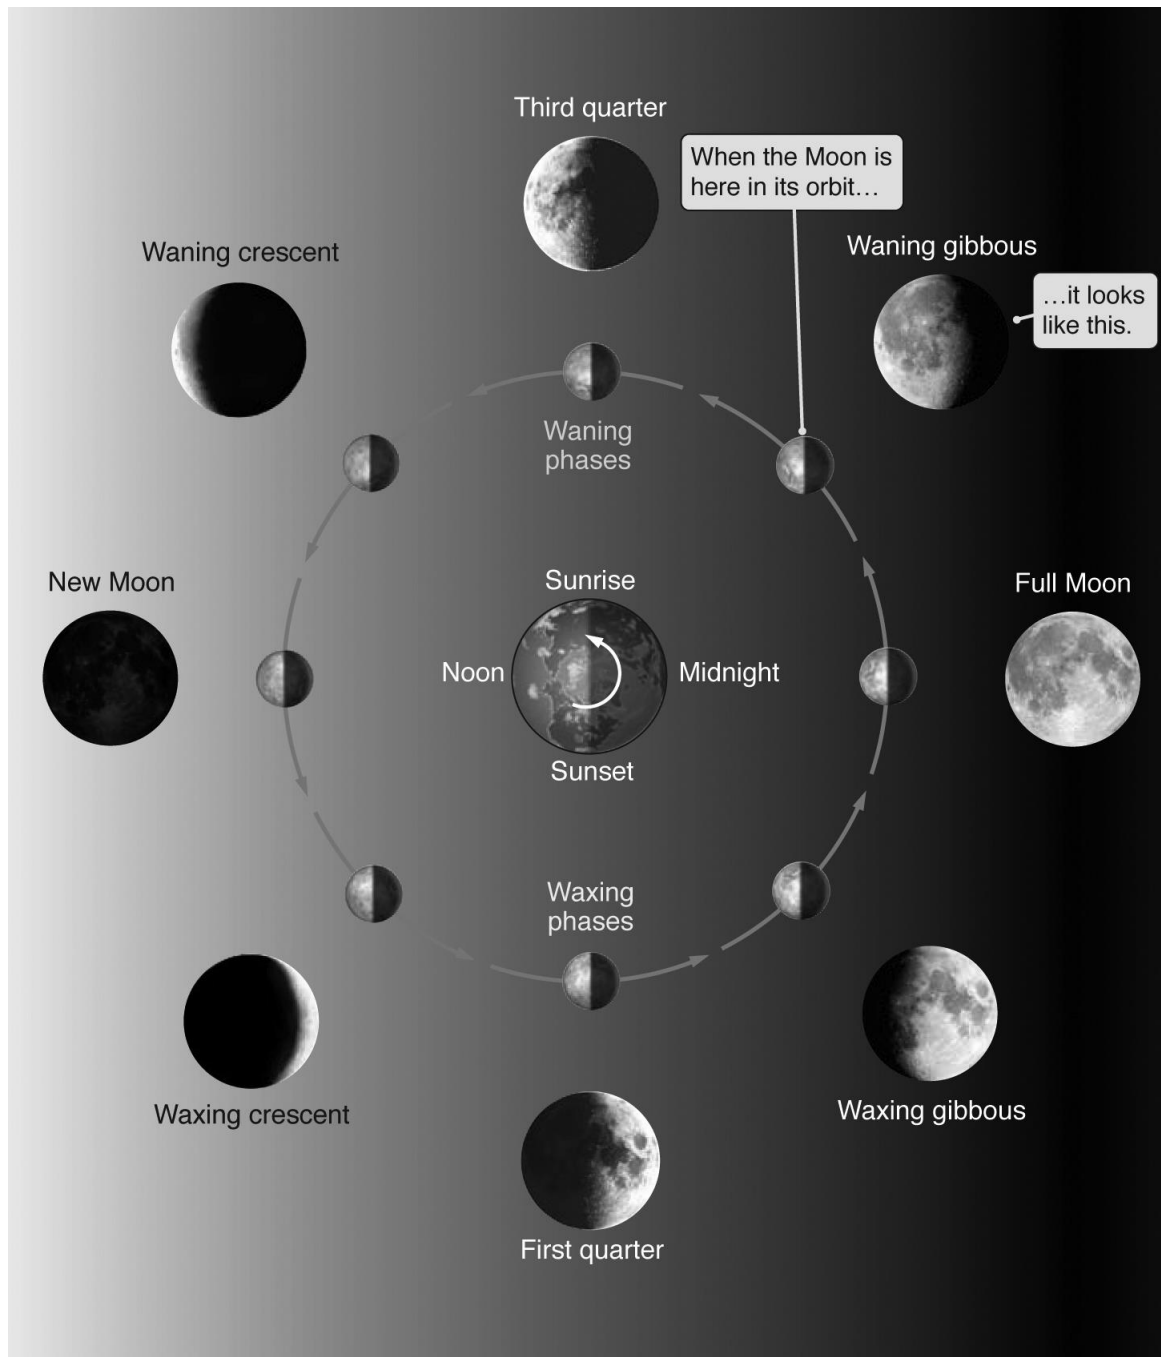 Third quarter
When the Moon is
here in its orbit…
Waning crescent
Waning gibbous
…it looks
like this.
Waning
phases
New Moon
Sunrise
Full Moon
Noon
Midnight
Sunset
Waxing
phases
Waxing crescent
Waxing gibbous
First quarter